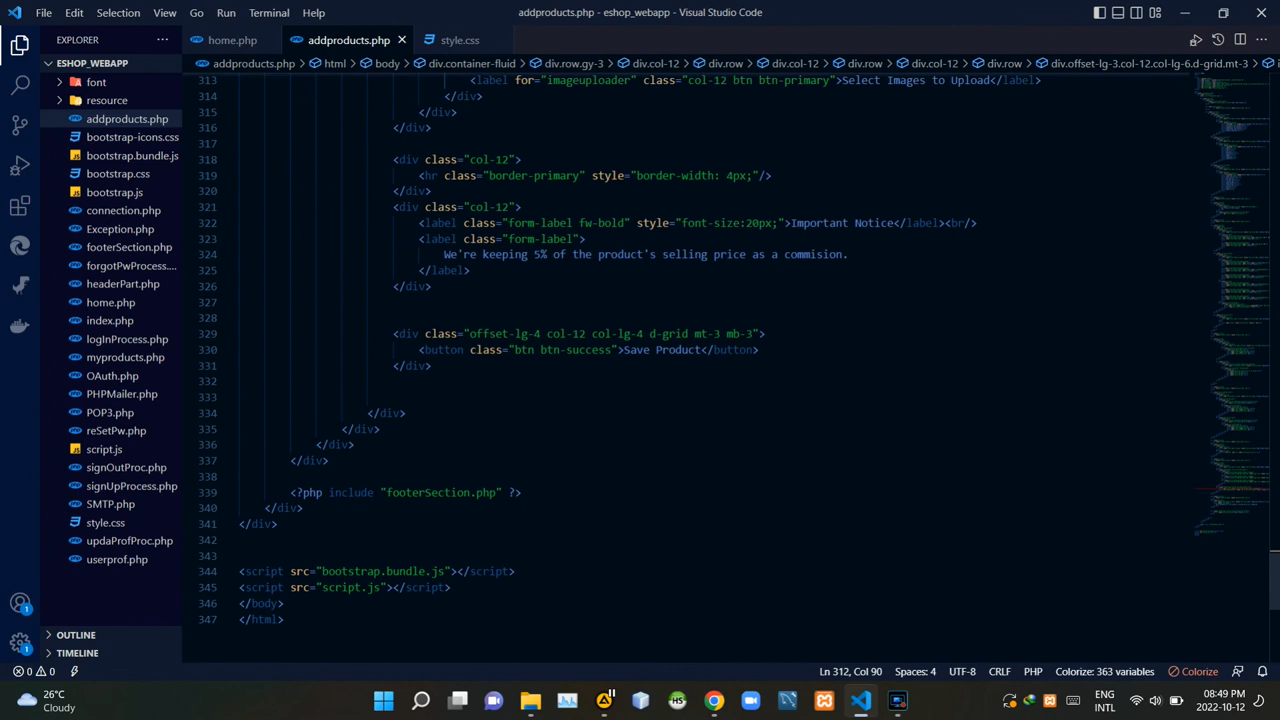 File Edit Selection View Go Run Terminal Help
addproducts.php - eshop_webapp - Visual Studio Code
EXPLORER
home.php addproducts.php style.css
ESHOP_WEBAPP
addproducts.php > html > body > div.container-fluid > div.row.gy-3 > div.col-12 > div.row > div.col-12 > div.row > div.col-12 > div.row > div.offset-lg-3.col-12.col-lg-6.d-grid.mt-3 >
font
resource
addproducts.php
bootstrap-icons.css
bootstrap.bundle.js
bootstrap.css
bootstrap.js
connection.php
Exception.php
footerSection.php
forgotPwProcess....
headerPart.php
home.php
index.php
logInProcess.php
myproducts.php
OAuth.php
PHPMailer.php
POP3.php
reSetPw.php
script.js
signOutProc.php
signUpProcess.php
SMTP.php
style.css
updaProfProc.php
userprof.php
OUTLINE
TIMELINE
313 <label for="imageuploader" class="col-12 btn btn-primary">Select Images to Upload</label>
314 </div>
315 </div>
316 </div>
317
318 <div class="col-12">
319 <hr class="border-primary" style="border-width: 4px;"/>
320 </div>
321 <div class="col-12">
322 <label class="form-label fw-bold" style="font-size:20px;">Important Notice</label><br/>
323 <label class="form-label">
324 We're keeping 5% of the product's selling price as a commision.
325 </label>
326 </div>
327
328
329 <div class="offset-lg-4 col-12 col-lg-4 d-grid mt-3 mb-3">
330 <button class="btn btn-success">Save Product</button>
331 </div>
332
333
334 </div>
335 </div>
336 </div>
337 </div>
338
339 <?php include "footerSection.php" ?>
340 </div>
341 </div>
342
343
344 <script src="bootstrap.bundle.js"></script>
345 <script src="script.js"></script>
346 </body>
347 </html>
0 0
Ln 312, Col 90 Spaces: 4 UTF-8 CRLF PHP Colorize: 363 variables Colorize
1
1
26°C
Cloudy
HS
ENG
INTL
08:49 PM
2022-10-12